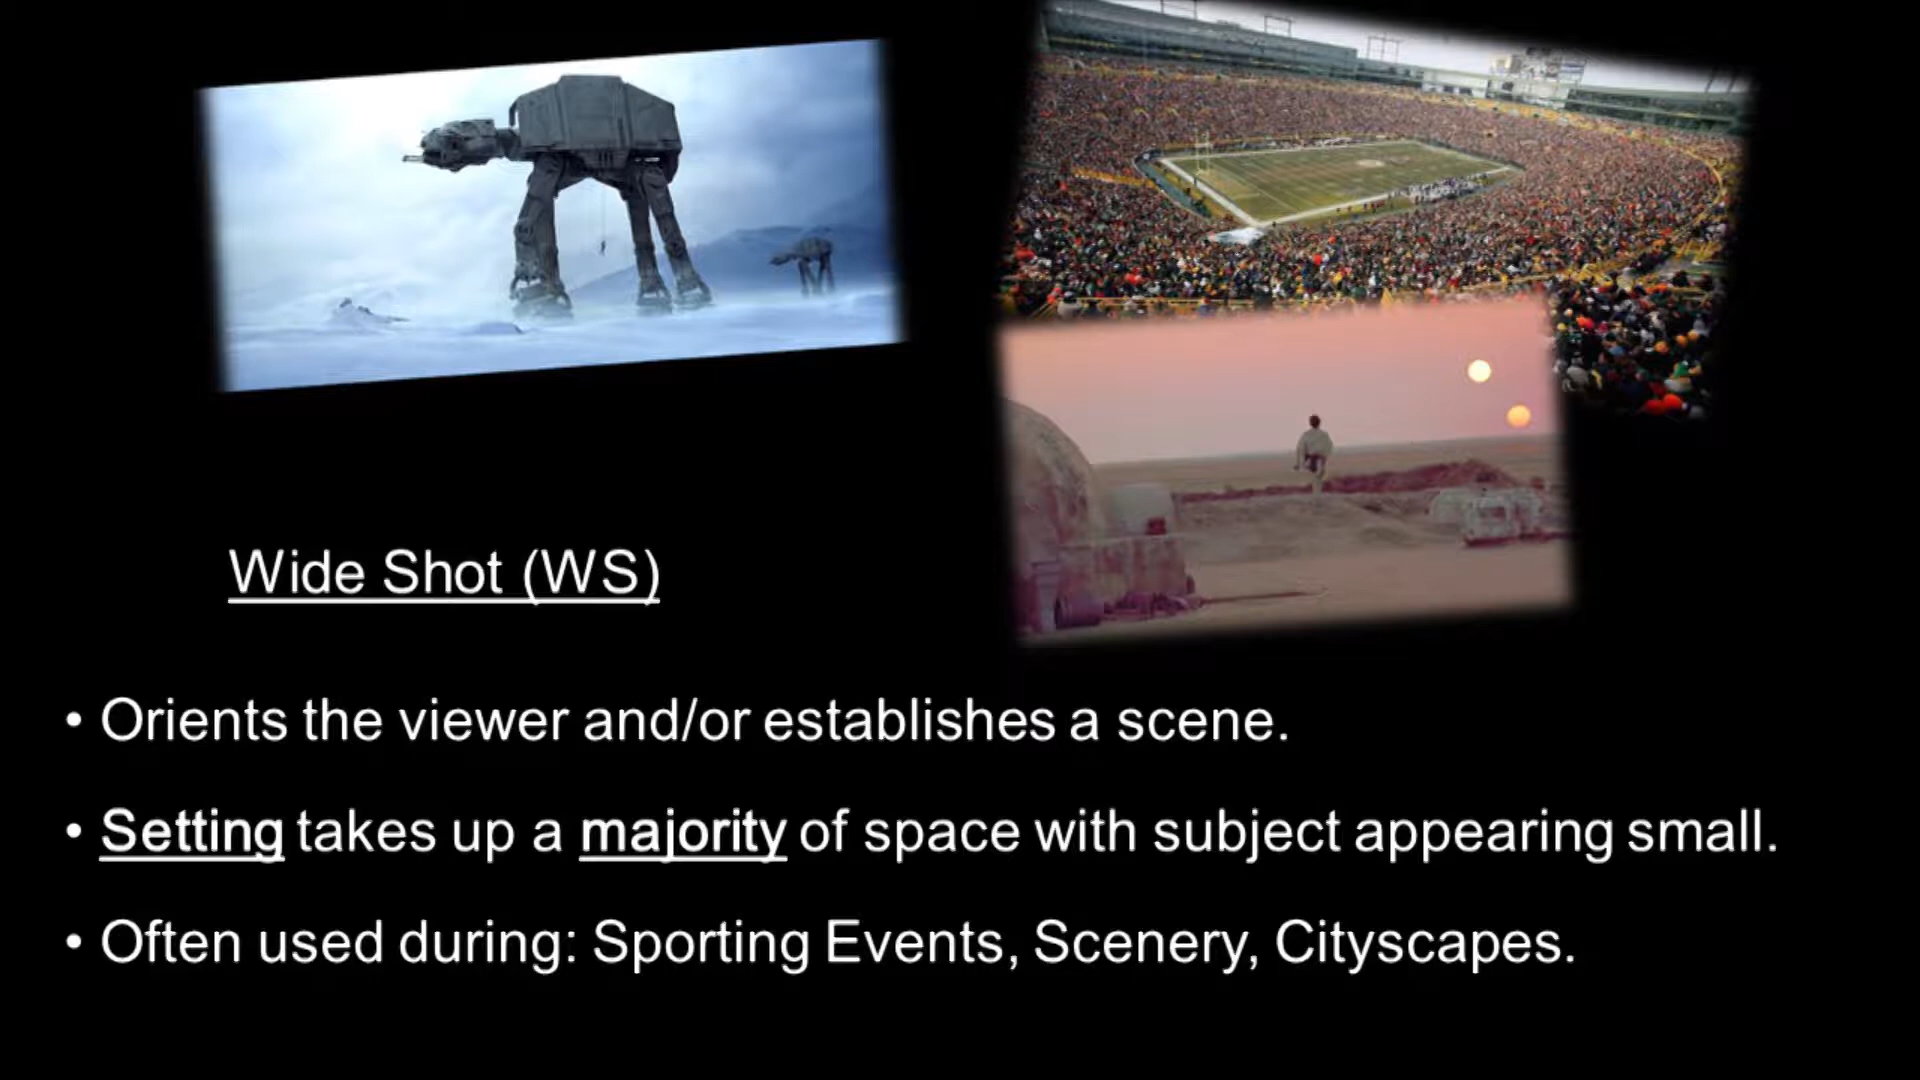 Wide Shot (WS)
• Orients the viewer and/or establishes a scene.
• Setting takes up a majority of space with subject appearing small.
• Often used during: Sporting Events, Scenery, Cityscapes.